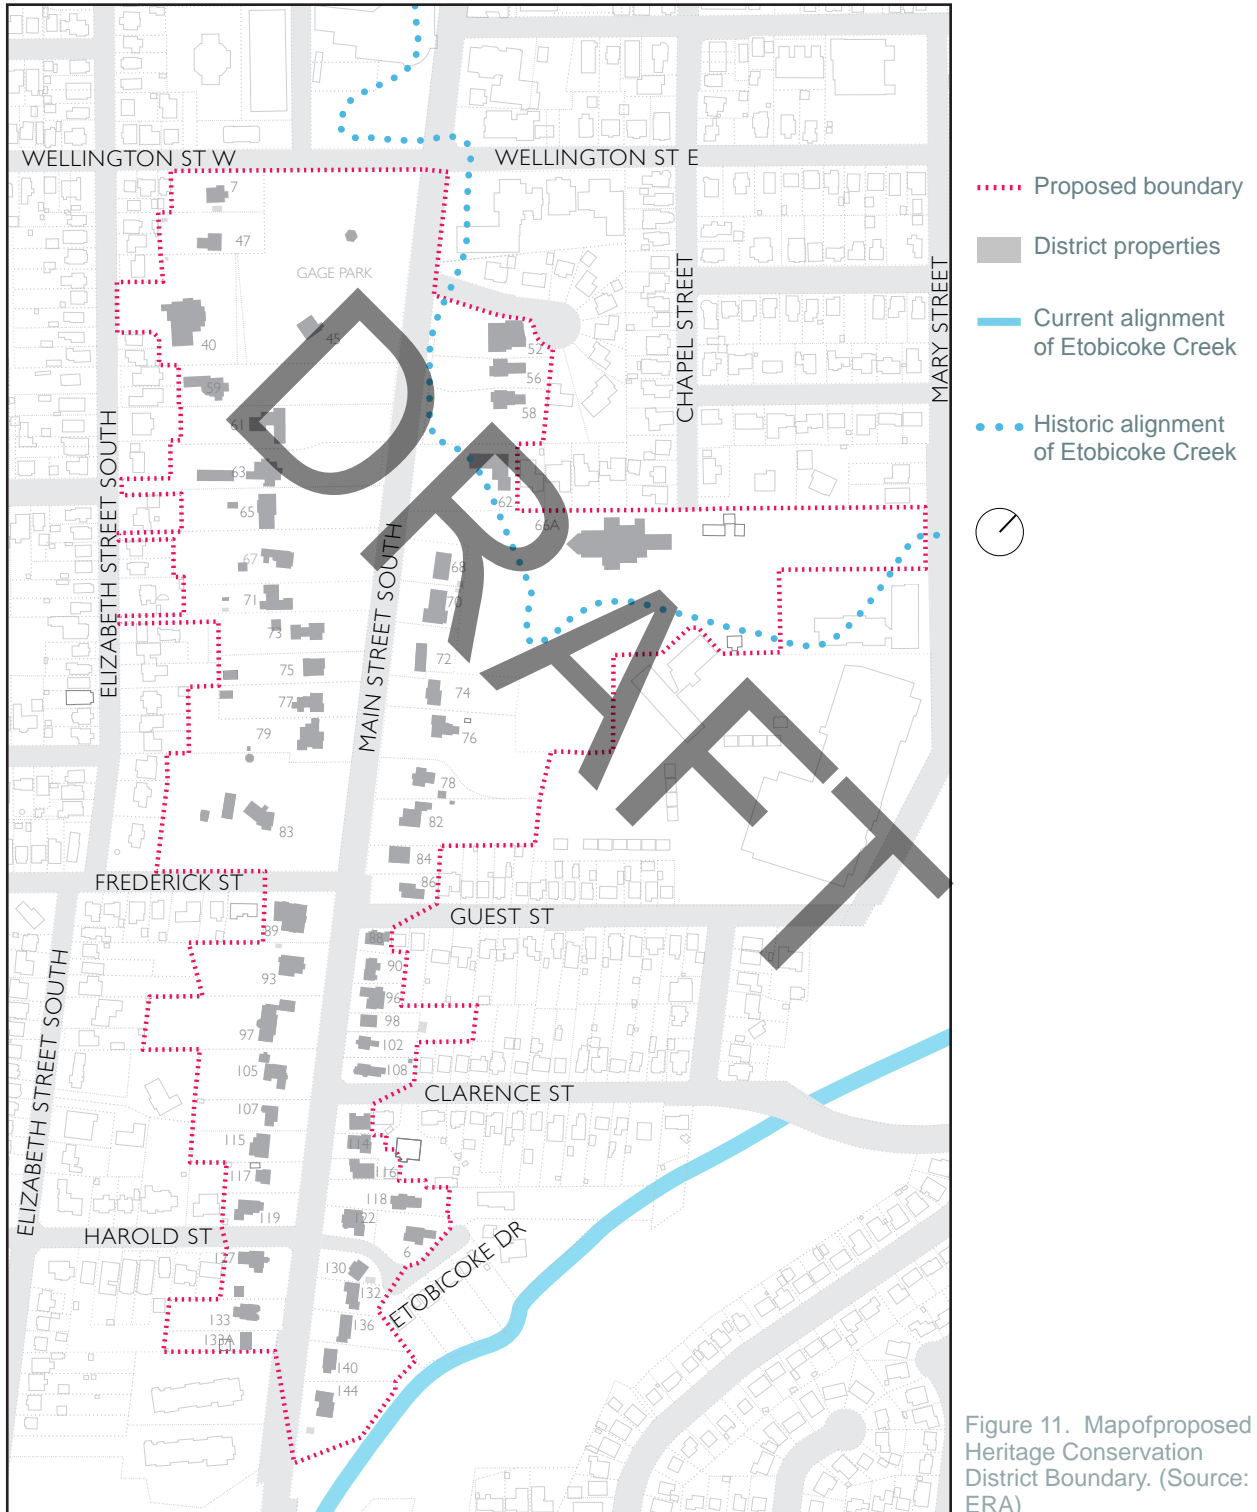 WELLINGTON ST W
WELLINGTON ST E
7
47
GAGE PARK
40
45
59
61
63
65
67
71
73
75
77
79
83
52
56
58
62
66A
68
70
72
74
76
78
82
84
86
ELIZABETH STREET SOUTH
MAIN STREET SOUTH
CHAPEL STREET
MARY STREET
DRAFT
FREDERICK ST
GUEST ST
89
93
97
105
107
115
117
119
88
90
96
98
102
108
CLARENCE ST
114
116
118
122
6
ELIZABETH STREET SOUTH
HAROLD ST
ETOBICOKE DR
127
133
133A
130
132
136
140
144
Proposed boundary
District properties
Current alignment
of Etobicoke Creek
Historic alignment
of Etobicoke Creek
Figure 11. Mapofproposed
Heritage Conservation
District Boundary. (Source:
ERA)